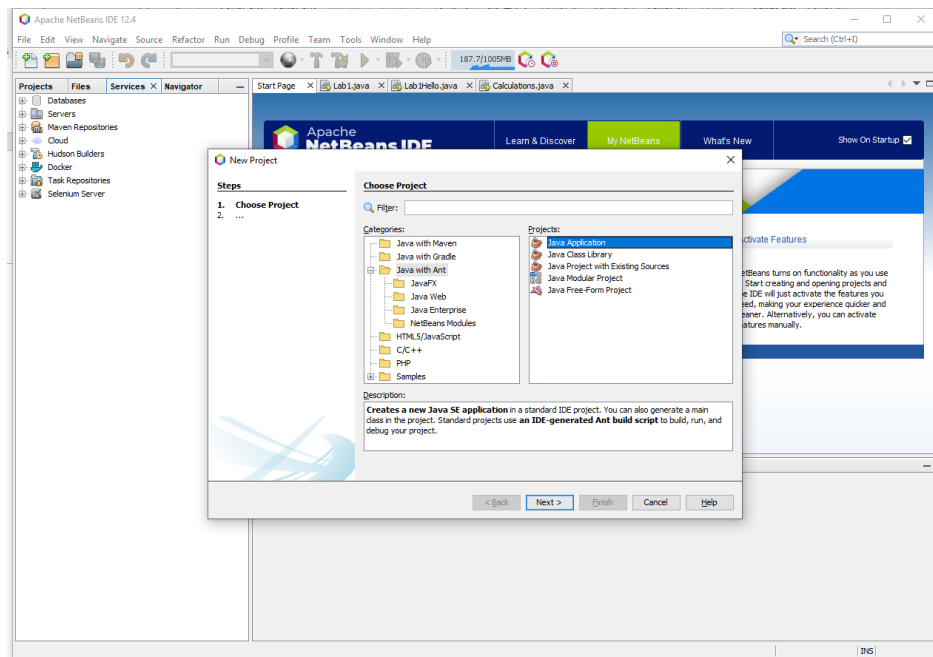 Apache NetBeans IDE 12.4
File Edit View Navigate Source Refactor Run Debug Profile Team Tools Window Help
Search (Ctrl+I)
187.7/1005MB
Projects Files Services Navigator
Start Page Lab1.java Lab1Hello.java Calculations.java
Databases
Servers
Maven Repositories
Cloud
Hudson Builders
Docker
Task Repositories
Selenium Server
Apache
NetBeans IDE
Learn & Discover
My NetBeans
What's New
Show On Startup
New Project
Steps
1. Choose Project
2. ...
Choose Project
Filter:
Categories:
Java with Maven
Java with Gradle
Java with Ant
JavaFX
Java Web
Java Enterprise
NetBeans Modules
HTML5/JavaScript
C/C++
PHP
Samples
Projects:
Java Application
Java Class Library
Java Project with Existing Sources
Java Modular Project
Java Free-Form Project
Description:
Creates a new Java SE application in a standard IDE project. You can also generate a main
class in the project. Standard projects use an IDE-generated Ant build script to build, run, and
debug your project.
< Back Next > Finish Cancel Help
Features
turns on functionality as you use
Start creating and opening projects and
IDE will just activate the features you
making your experience quicker and
Alternatively, you can activate
manually.
INS